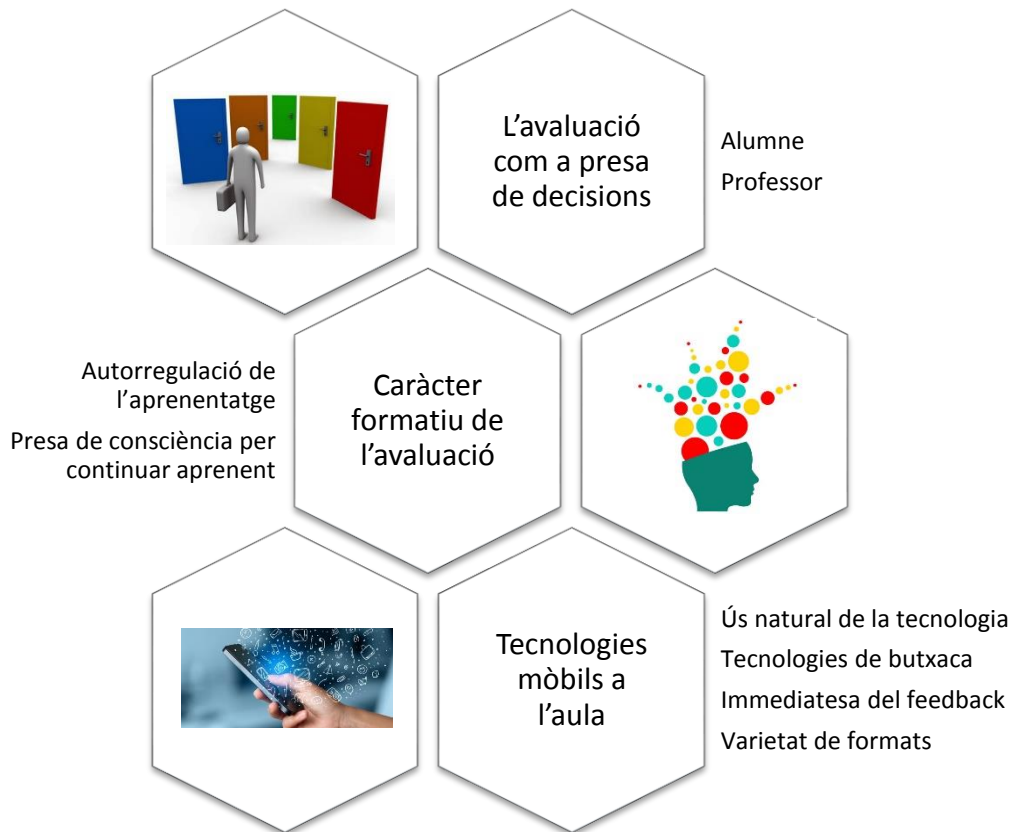 L’avaluació
com a presa
de decisions
Alumne
Professor
Autorregulació de
l’aprenentatge
Presa de consciència per
continuar aprenent
Caràcter
formatiu de
l’avaluació
Tecnologies
mòbils a
l’aula
Ús natural de la tecnologia
Tecnologies de butxaca
Immediatesa del feedback
Varietat de formats